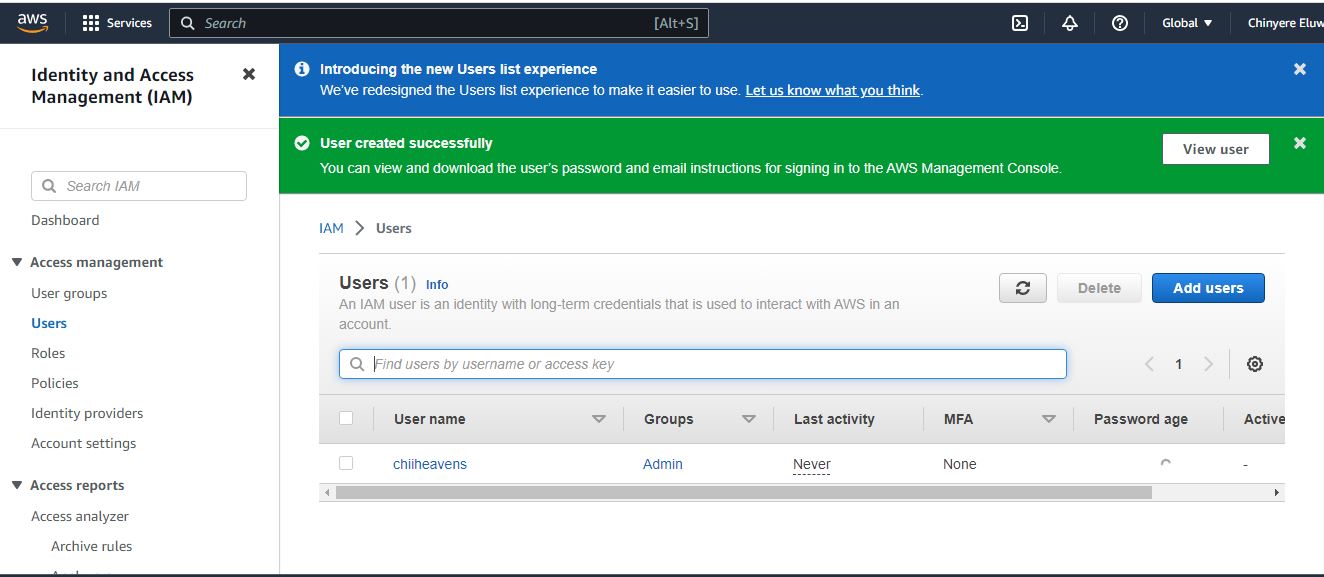 aws
Services
Search
[Alt+S]
Global
Chinyere Eluw
Identity and Access
Management (IAM)
Search IAM
Dashboard
Access management
User groups
Users
Roles
Policies
Identity providers
Account settings
Access reports
Access analyzer
Archive rules
Introducing the new Users list experience
We've redesigned the Users list experience to make it easier to use. Let us know what you think.
User created successfully
You can view and download the user's password and email instructions for signing in to the AWS Management Console.
View user
IAM > Users
Users (1) Info
An IAM user is an identity with long-term credentials that is used to interact with AWS in an
account.
Delete
Add users
Find users by username or access key
1
User name Groups Last activity MFA Password age Active
chiiheavens Admin Never None -